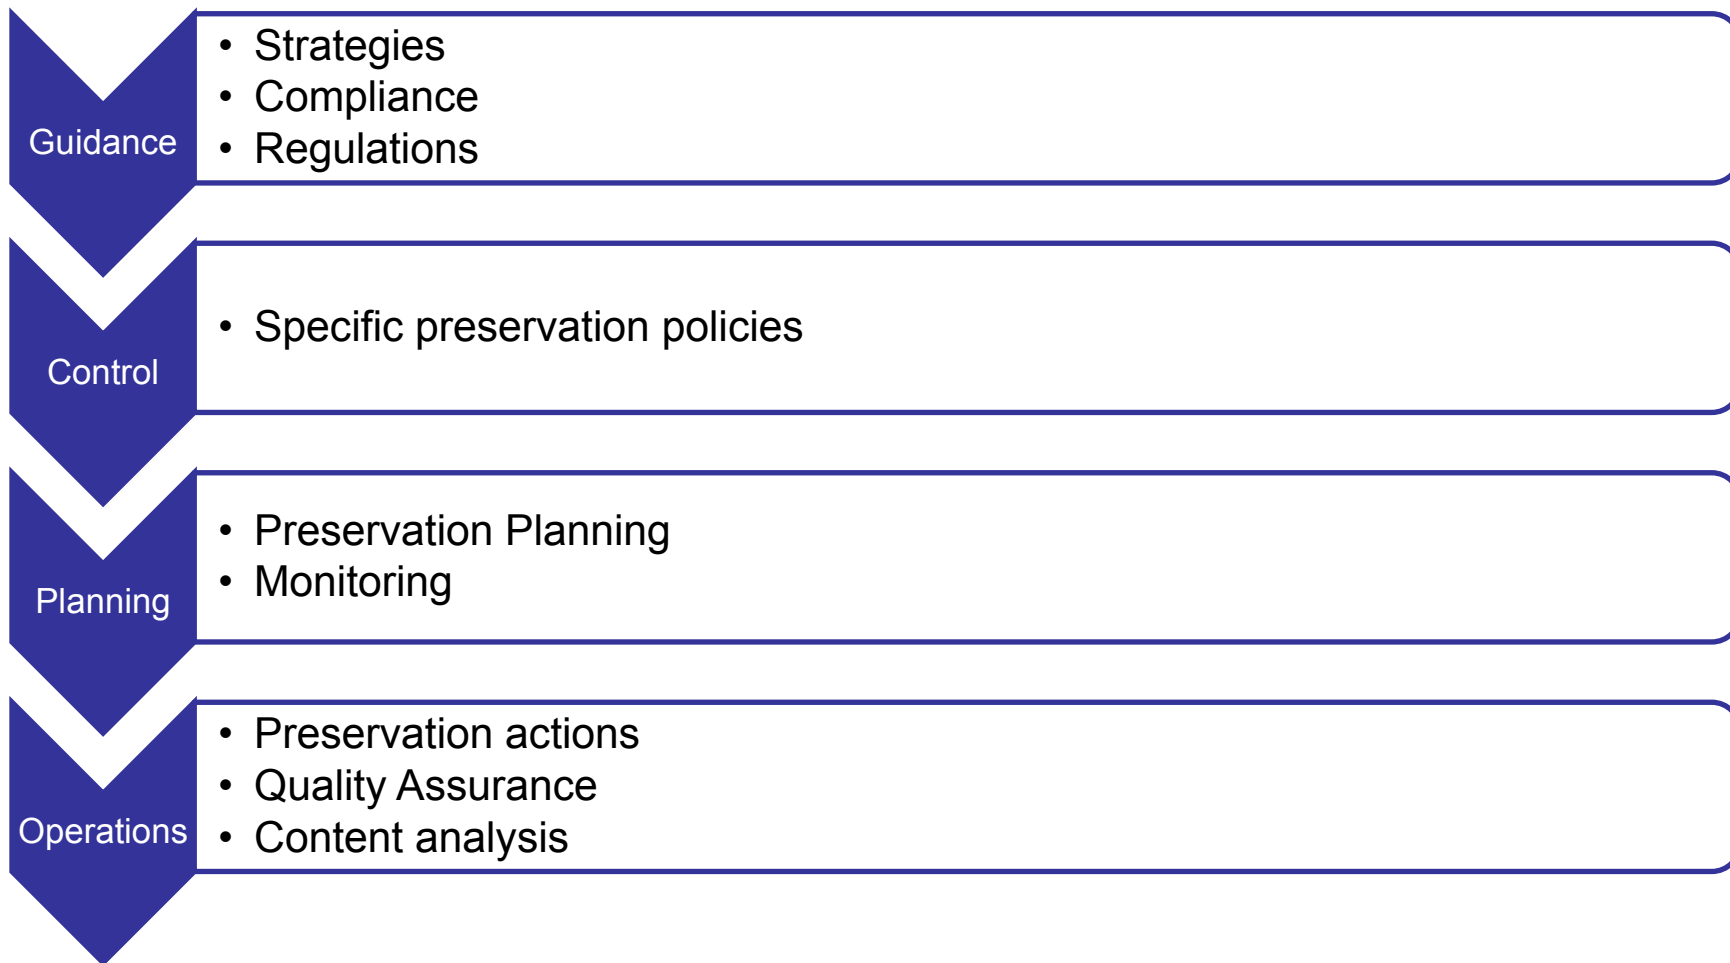 Guidance
• Strategies
• Compliance
• Regulations
Control
• Specific preservation policies
Planning
• Preservation Planning
• Monitoring
Operations
• Preservation actions
• Quality Assurance
• Content analysis